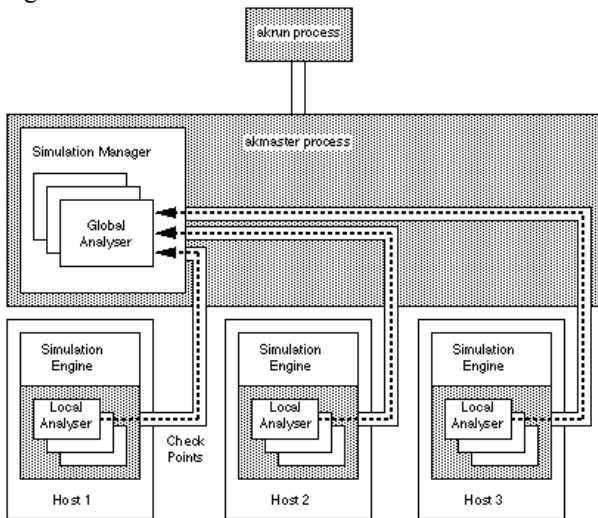 akrun process
akmaster process
Simulation Manager
Global
Analyser
Simulation
Engine
Local
Analyser
Host 1
Check
Points
Simulation
Engine
Local
Analyser
Host 2
Simulation
Engine
Local
Analyser
Host 3